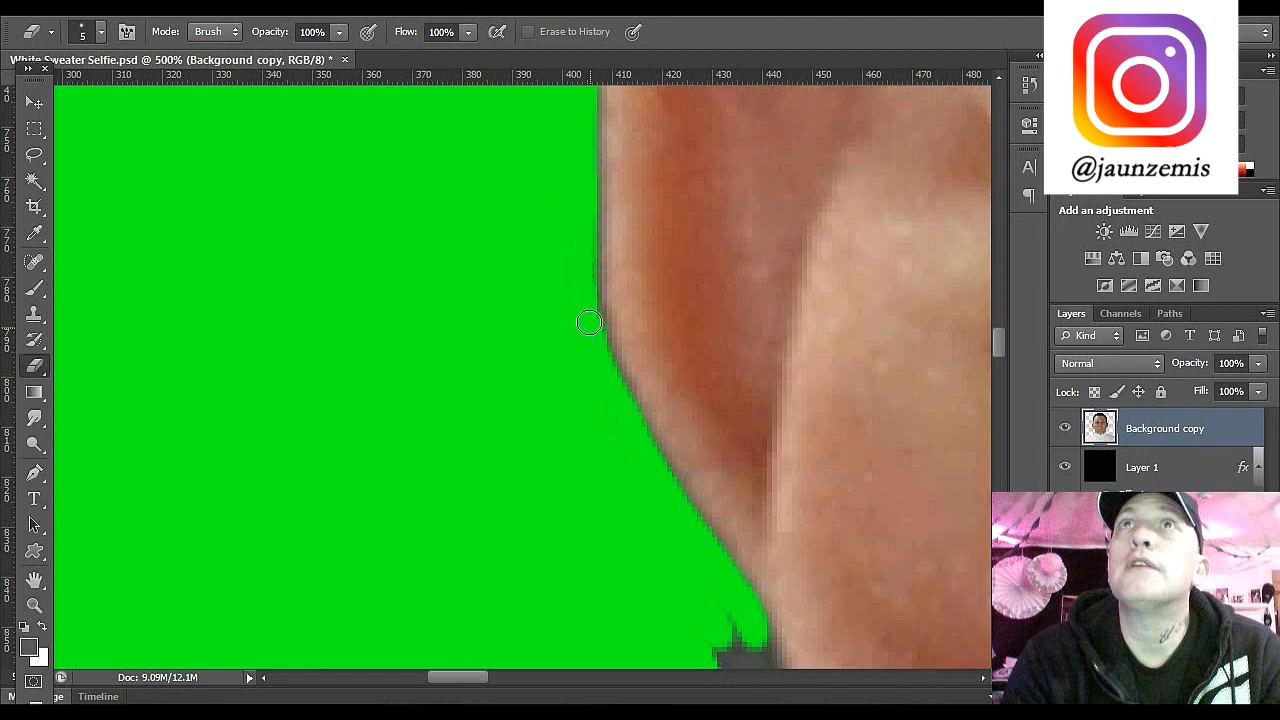 5 Mode: Brush Opacity: 100% Flow: 100% Erase to History
White Sweater Selfie.psd @ 500% (Background copy, RGB/8) * ×
300 310 320 330 340 350 360 370 380 390 400 410 420 430 440 450 460 470 480
@jaunzemis
Add an adjustment
Layers Channels Paths
Kind
Normal Opacity: 100%
Lock: Fill: 100%
Background copy
Layer 1 fx
Doc: 9.09M/12.1M
Timeline